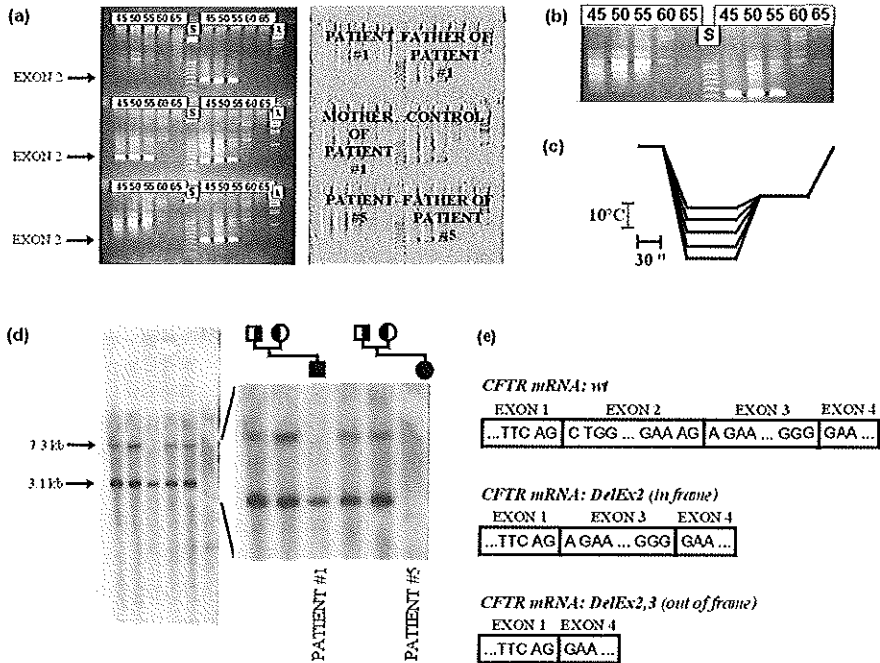 (a)
45 50 55 60 65
45 50 55 60 65
S
λ
EXON 2
45 50 55 60 65
45 50 55 60 65
S
λ
EXON 2
45 50 55 60 65
45 50 55 60 65
S
λ
EXON 2
PATIENT
#1
FATHER OF
PATIENT
#1
MOTHER
OF
PATIENT
#1
CONTROL
PATIENT
#5
FATHER OF
PATIENT
#5
(b)
45 50 55 60 65
45 50 55 60 65
S
(c)
10°C
30 "
(d)
7.3 kb
3.1 kb
PATIENT #1
PATIENT #5
(e)
CFTR mRNA: wt
EXON 1 EXON 2 EXON 3 EXON 4
...TTC AG C TGG ... GAA AG A GAA ... GGG GAA ...
CFTR mRNA: DelEx2 (in frame)
EXON 1 EXON 3 EXON 4
...TTC AG A GAA ... GGG GAA ...
CFTR mRNA: DelEx2,3 (out of frame)
EXON 1 EXON 4
...TTC AG GAA ...